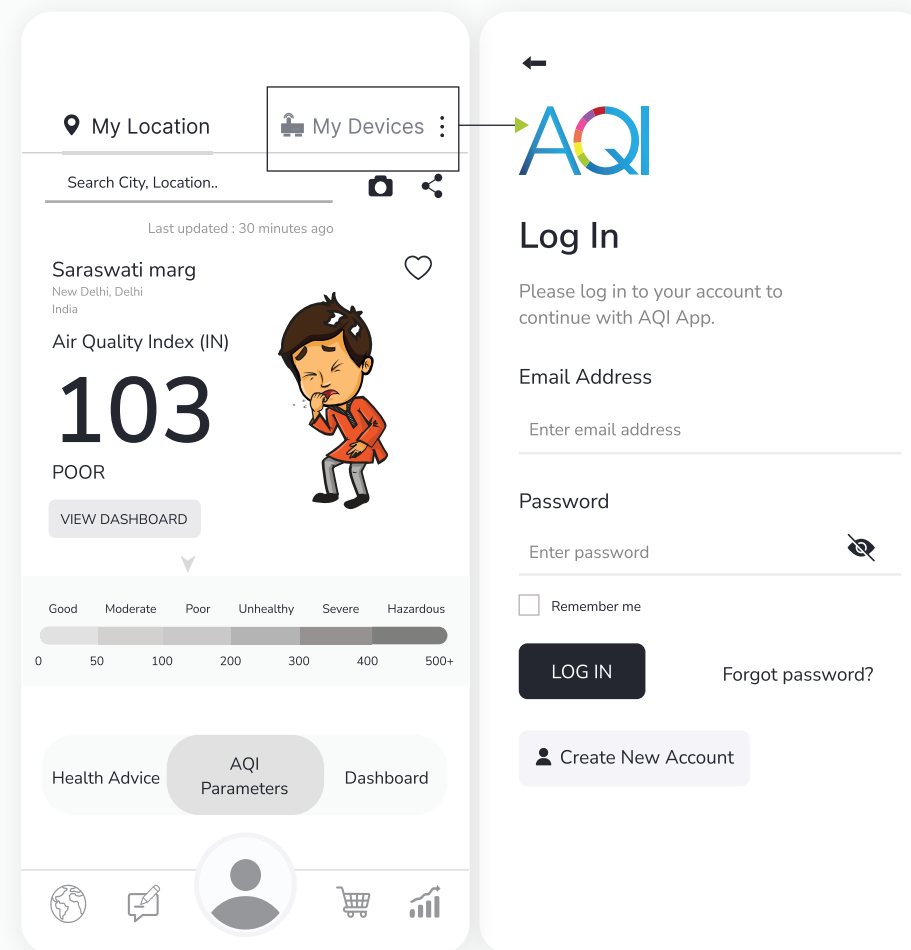 My Location
My Devices
Search City, Location..
Last updated : 30 minutes ago
Saraswati marg
New Delhi, Delhi
India
Air Quality Index (IN)
103
POOR
VIEW DASHBOARD
Good Moderate Poor Unhealthy Severe Hazardous
0 50 100 200 300 400 500+
Health Advice
AQI
Parameters
Dashboard
AQI
Log In
Please log in to your account to
continue with AQI App.
Email Address
Enter email address
Password
Enter password
Remember me
LOG IN
Forgot password?
Create New Account